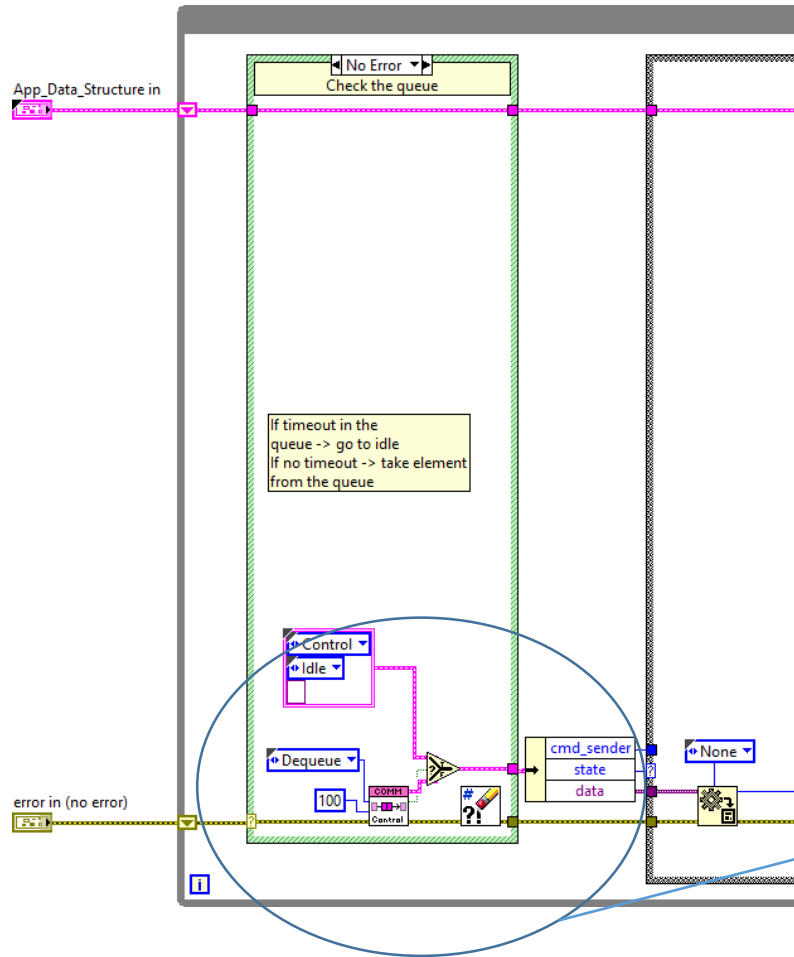 No Error
Check the queue
App_Data_Structure in
If timeout in the
queue -> go to idle
If no timeout -> take element
from the queue
Control
Idle
Dequeue
100
COMM
Control
#
?!
?
T
F
cmd_sender
state
data
?
None
error in (no error)
?
i